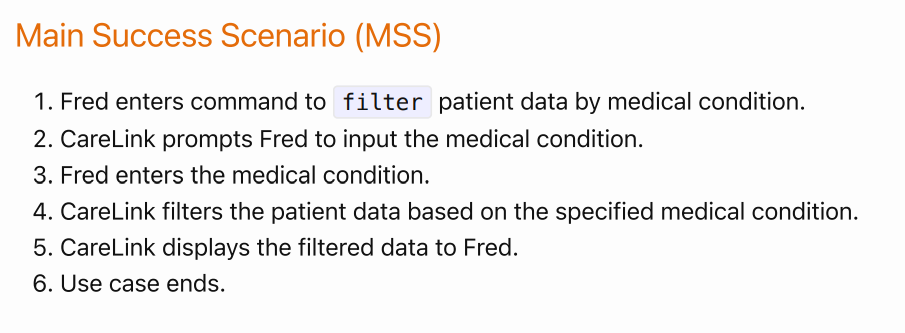 Main Success Scenario (MSS)
1. Fred enters command to filter patient data by medical condition.
2. CareLink prompts Fred to input the medical condition.
3. Fred enters the medical condition.
4. CareLink filters the patient data based on the specified medical condition.
5. CareLink displays the filtered data to Fred.
6. Use case ends.